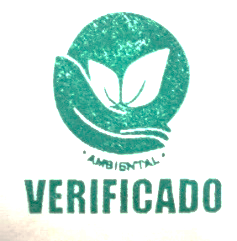 · AMBIENTAL ·
VERIFICADO